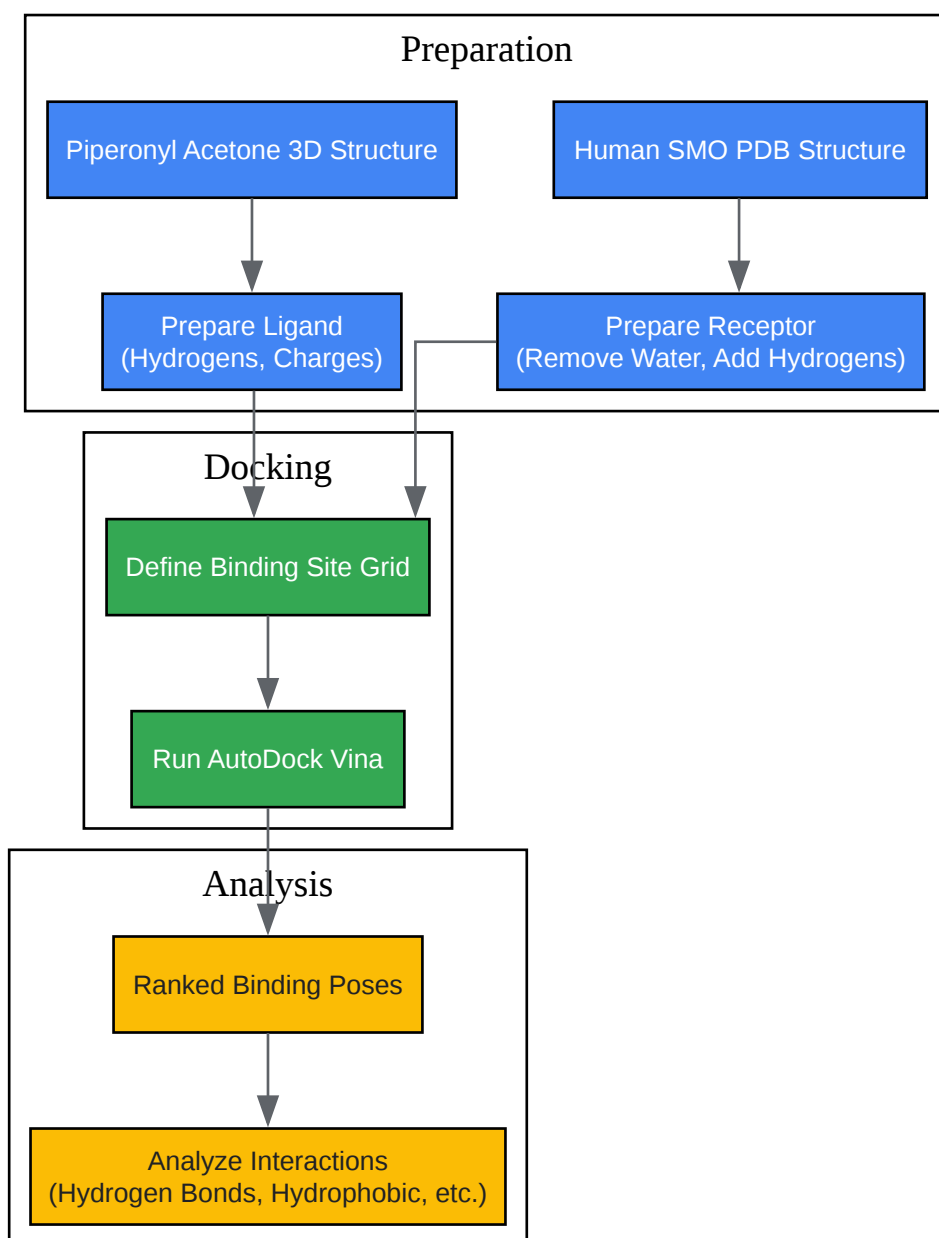 Preparation
Piperonyl Acetone 3D Structure
Human SMO PDB Structure
Prepare Ligand
(Hydrogens, Charges)
Prepare Receptor
(Remove Water, Add Hydrogens)
Docking
Define Binding Site Grid
Run AutoDock Vina
Analysis
Ranked Binding Poses
Analyze Interactions
(Hydrogen Bonds, Hydrophobic, etc.)